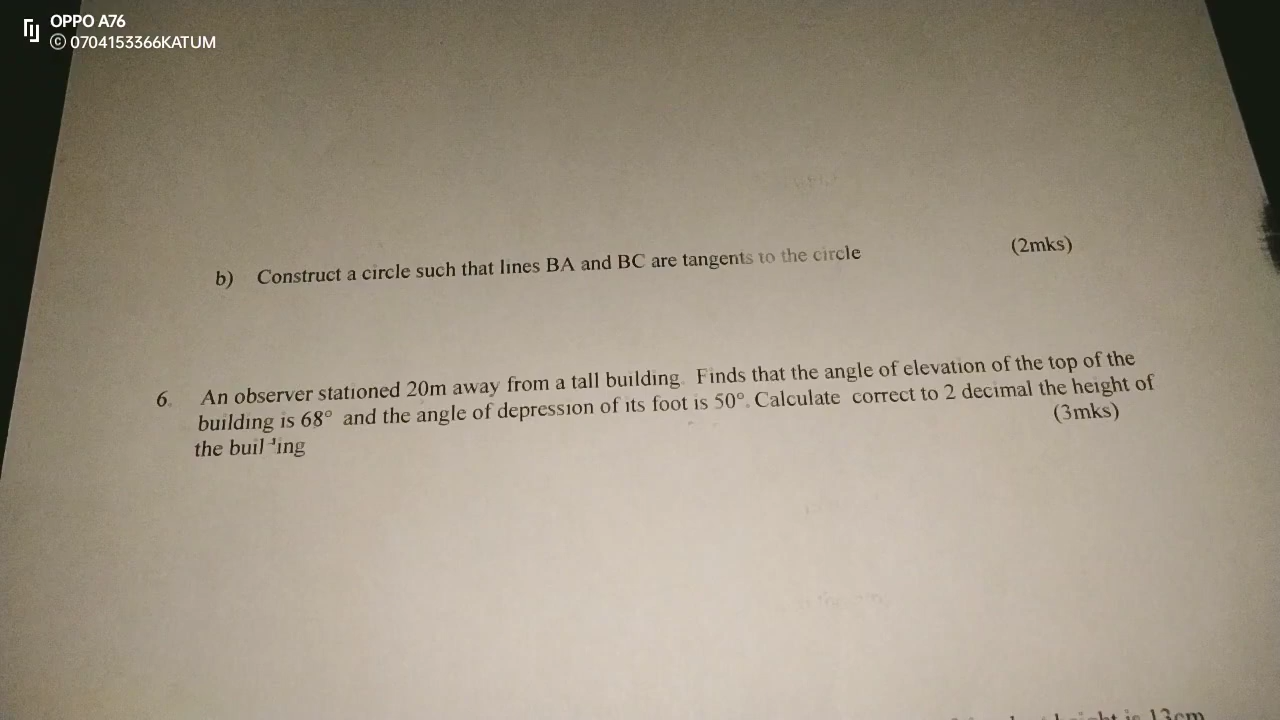 OPPO A76
© 0704153366KATUM
b) Construct a circle such that lines BA and BC are tangents to the circle (2mks)
6. An observer stationed 20m away from a tall building. Finds that the angle of elevation of the top of the
building is 68° and the angle of depression of its foot is 50°. Calculate correct to 2 decimal the height of
the building (3mks)
is 13cm